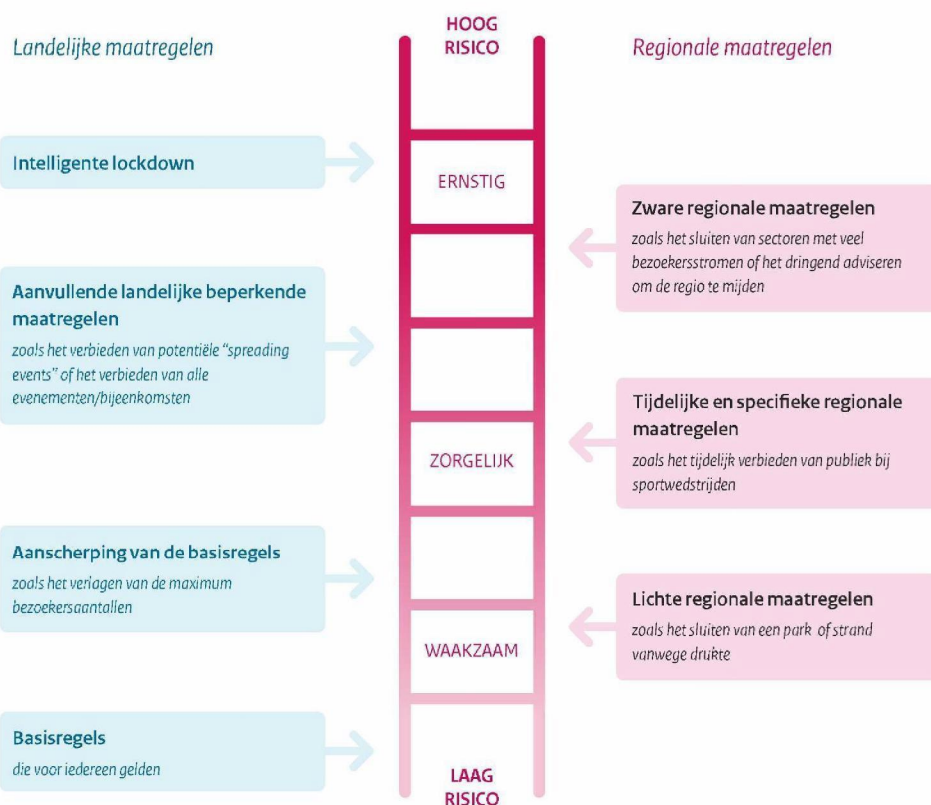 Landelijke maatregelen
HOOG
RISICO
Regionale maatregelen
Intelligente lockdown
ERNSTIG
Zware regionale maatregelen
zoals het sluiten van sectoren met veel
bezoekersstromen of het dringend adviseren
om de regio te mijden
Aanvullende landelijke beperkende
maatregelen
zoals het verbieden van potentiële “spreading
events” of het verbieden van alle
evenementen/bijeenkomsten
Tijdelijke en specifieke regionale
maatregelen
zoals het tijdelijk verbieden van publiek bij
sportwedstrijden
ZORGELIJK
Aanscherping van de basisregels
zoals het verlagen van de maximum
bezoekersaantallen
Lichte regionale maatregelen
zoals het sluiten van een park of strand
vanwege drukte
WAAKZAAM
Basisregels
die voor iedereen gelden
LAAG
RISICO